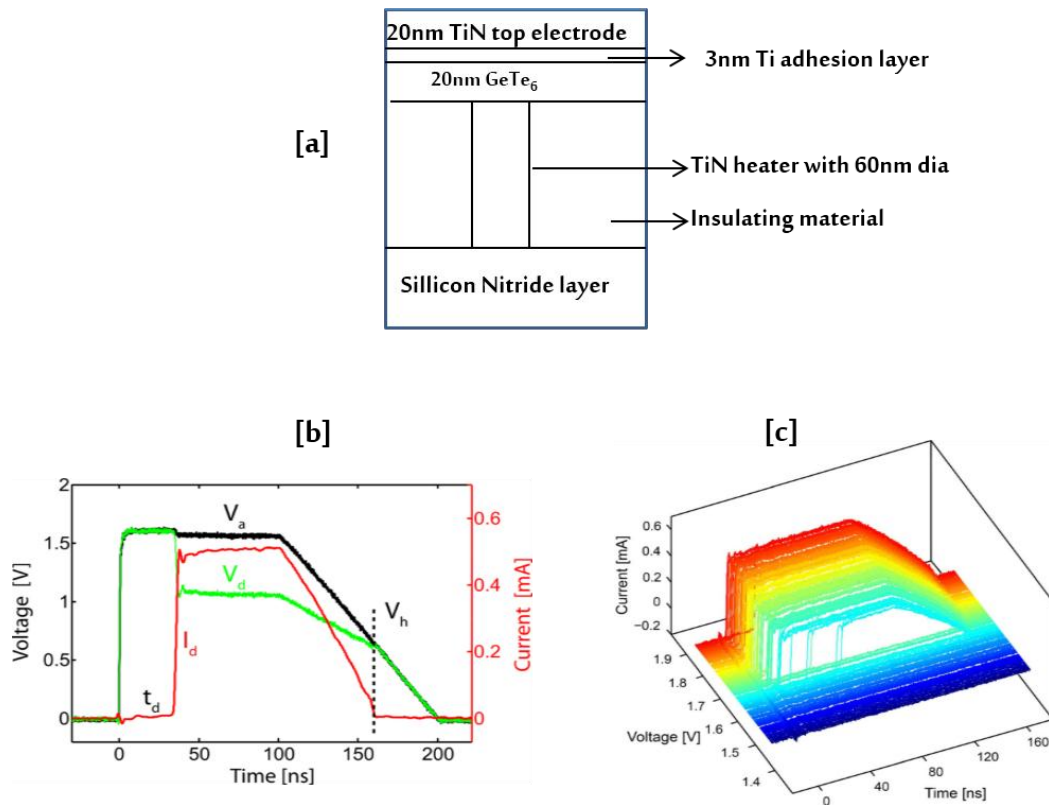 20nm TiN top electrode
3nm Ti adhesion layer
20nm GeTe6
[a]
TiN heater with 60nm dia
Insulating material
Sillicon Nitride layer
[b]
2
1.5
1
0.5
0
Voltage [V]
Va
Vd
Vh
Id
td
0.6
0.4
0.2
0
Current [mA]
0 50 100 150 200
Time [ns]
[c]
0.6
0.4
0.2
0
−0.2
Current [mA]
1.9
1.8
1.7
1.6
1.5
1.4
Voltage [V]
0 40 80 120 160
Time [ns]